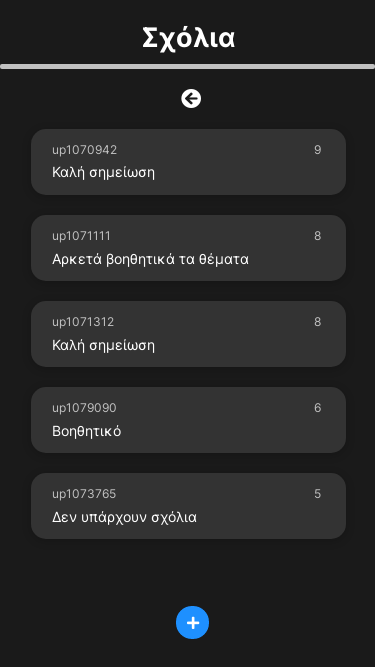 Σχόλια
up1070942 9
Καλή σημείωση
up1071111 8
Αρκετά βοηθητικά τα θέματα
up1071312 8
Καλή σημείωση
up1079090 6
Βοηθητικό
up1073765 5
Δεν υπάρχουν σχόλια